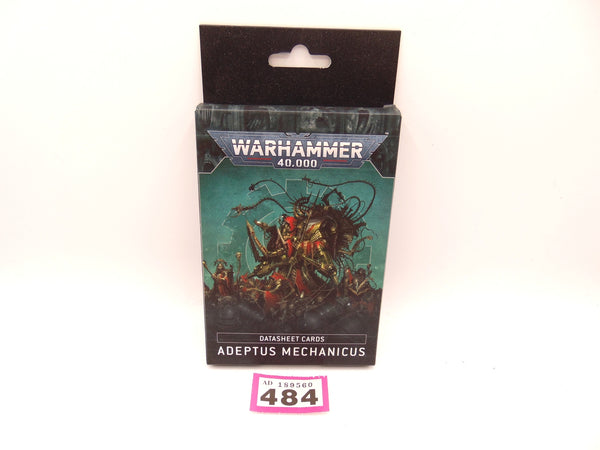 WARHAMMER
40,000
DATASHEET CARDS
ADEPTUS MECHANICUS
AD 189560
484